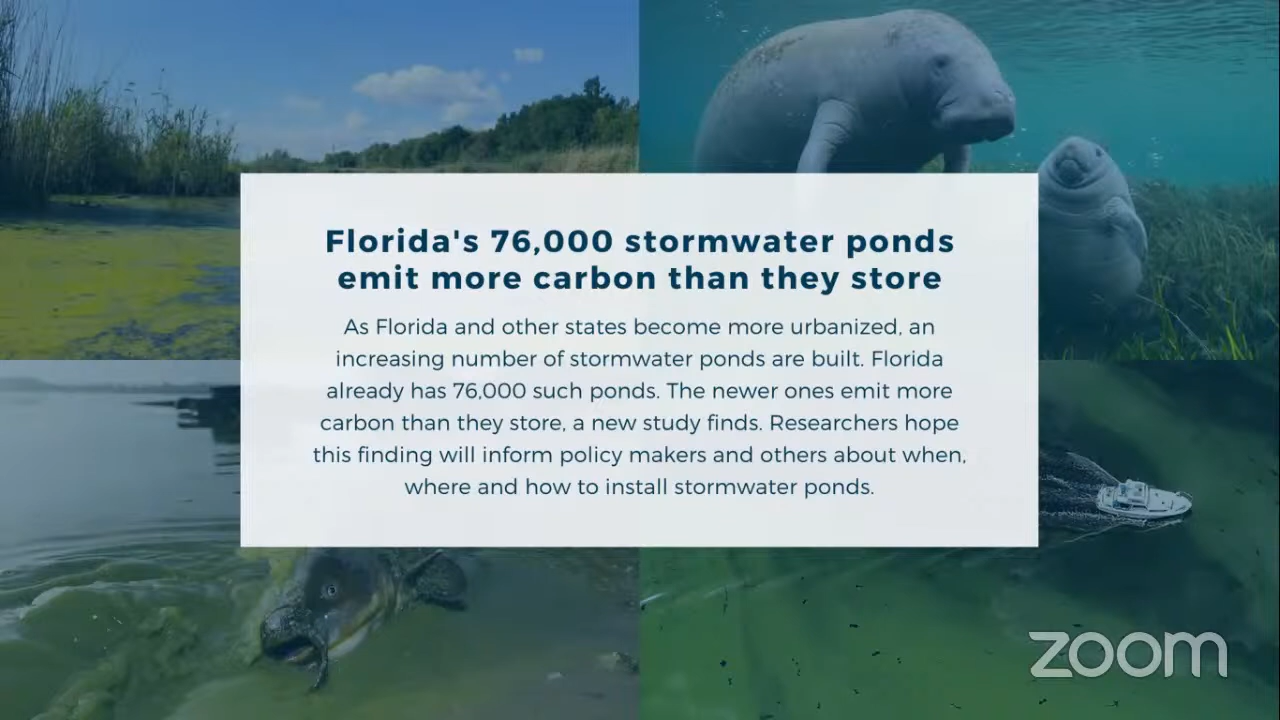 Florida's 76,000 stormwater ponds
emit more carbon than they store
As Florida and other states become more urbanized, an
increasing number of stormwater ponds are built. Florida
already has 76,000 such ponds. The newer ones emit more
carbon than they store, a new study finds. Researchers hope
this finding will inform policy makers and others about when,
where and how to install stormwater ponds.
zoom